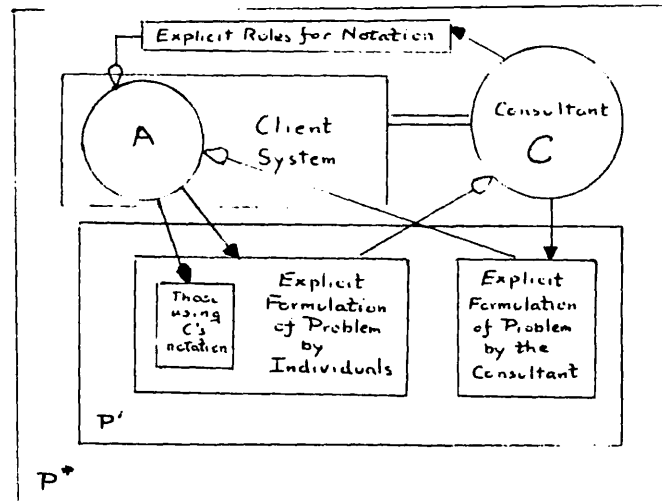 Explicit Rules for Notation
A
Client
System
Consultant
C
Those
using
C's
notation
Explicit
Formulation
of Problem
by
Individuals
Explicit
Formulation
of Problem
by the
Consultant
P'
P*